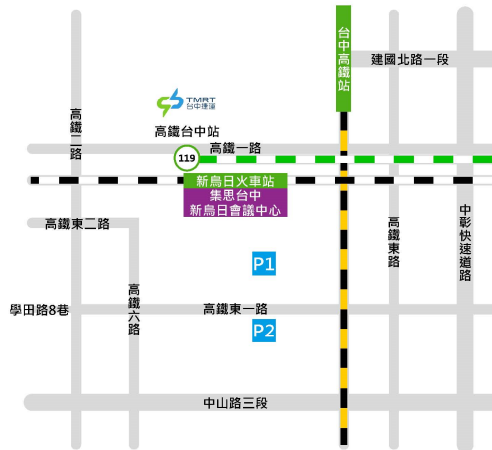 台中高鐵站
建國北路一段
TMRT
台中捷運
高鐵二路
高鐵台中站
119
高鐵一路
新烏日火車站
集思台中
新烏日會議中心
高鐵東二路
高鐵東路
中彰快速道路
P1
高鐵六路
學田路8巷
高鐵東一路
P2
中山路三段